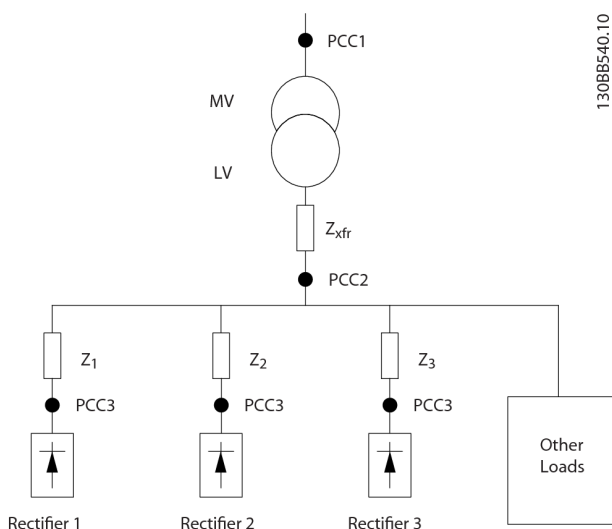 130BB540.10
PCC1
MV
LV
Zxfr
PCC2
Z1
Z2
Z3
PCC3
PCC3
PCC3
Other
Loads
Rectifier 1
Rectifier 2
Rectifier 3